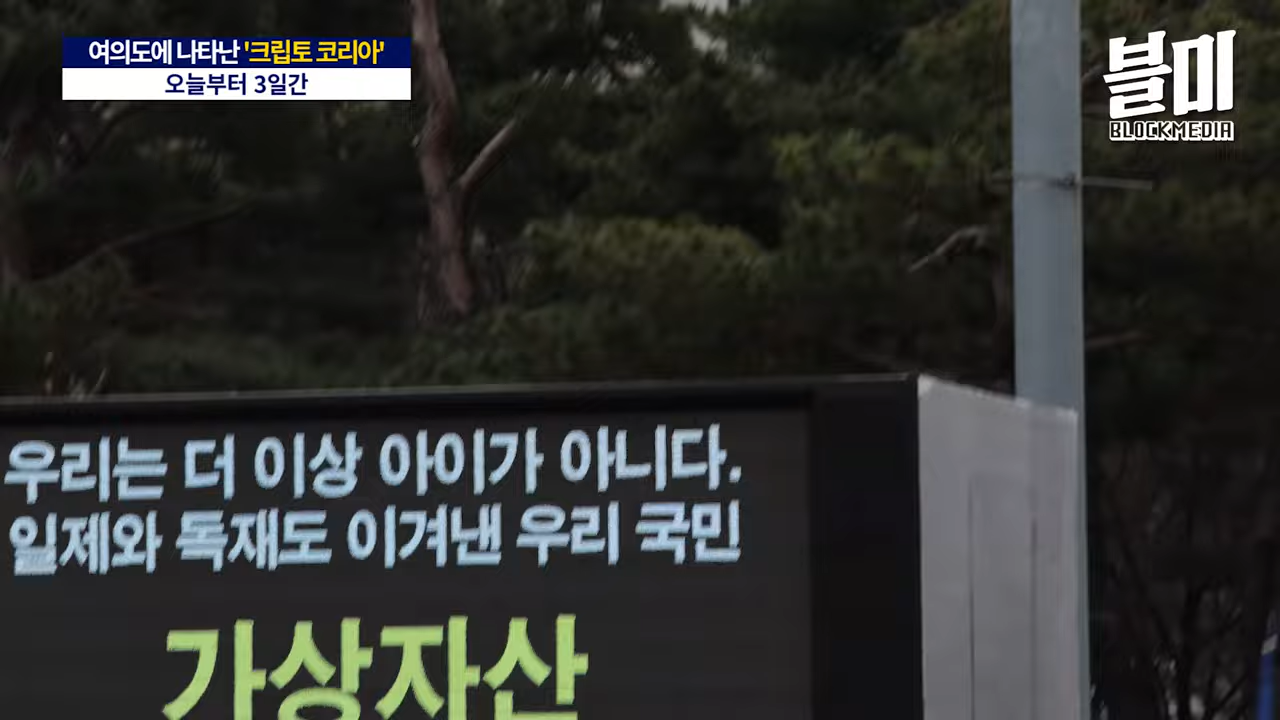 여의도에 나타난 '크립토 코리아'
오늘부터 3일간
블미
BLOCKMEDIA
우리는 더 이상 아이가 아니다.
일제와 독재도 이겨낸 우리 국민
가상자산